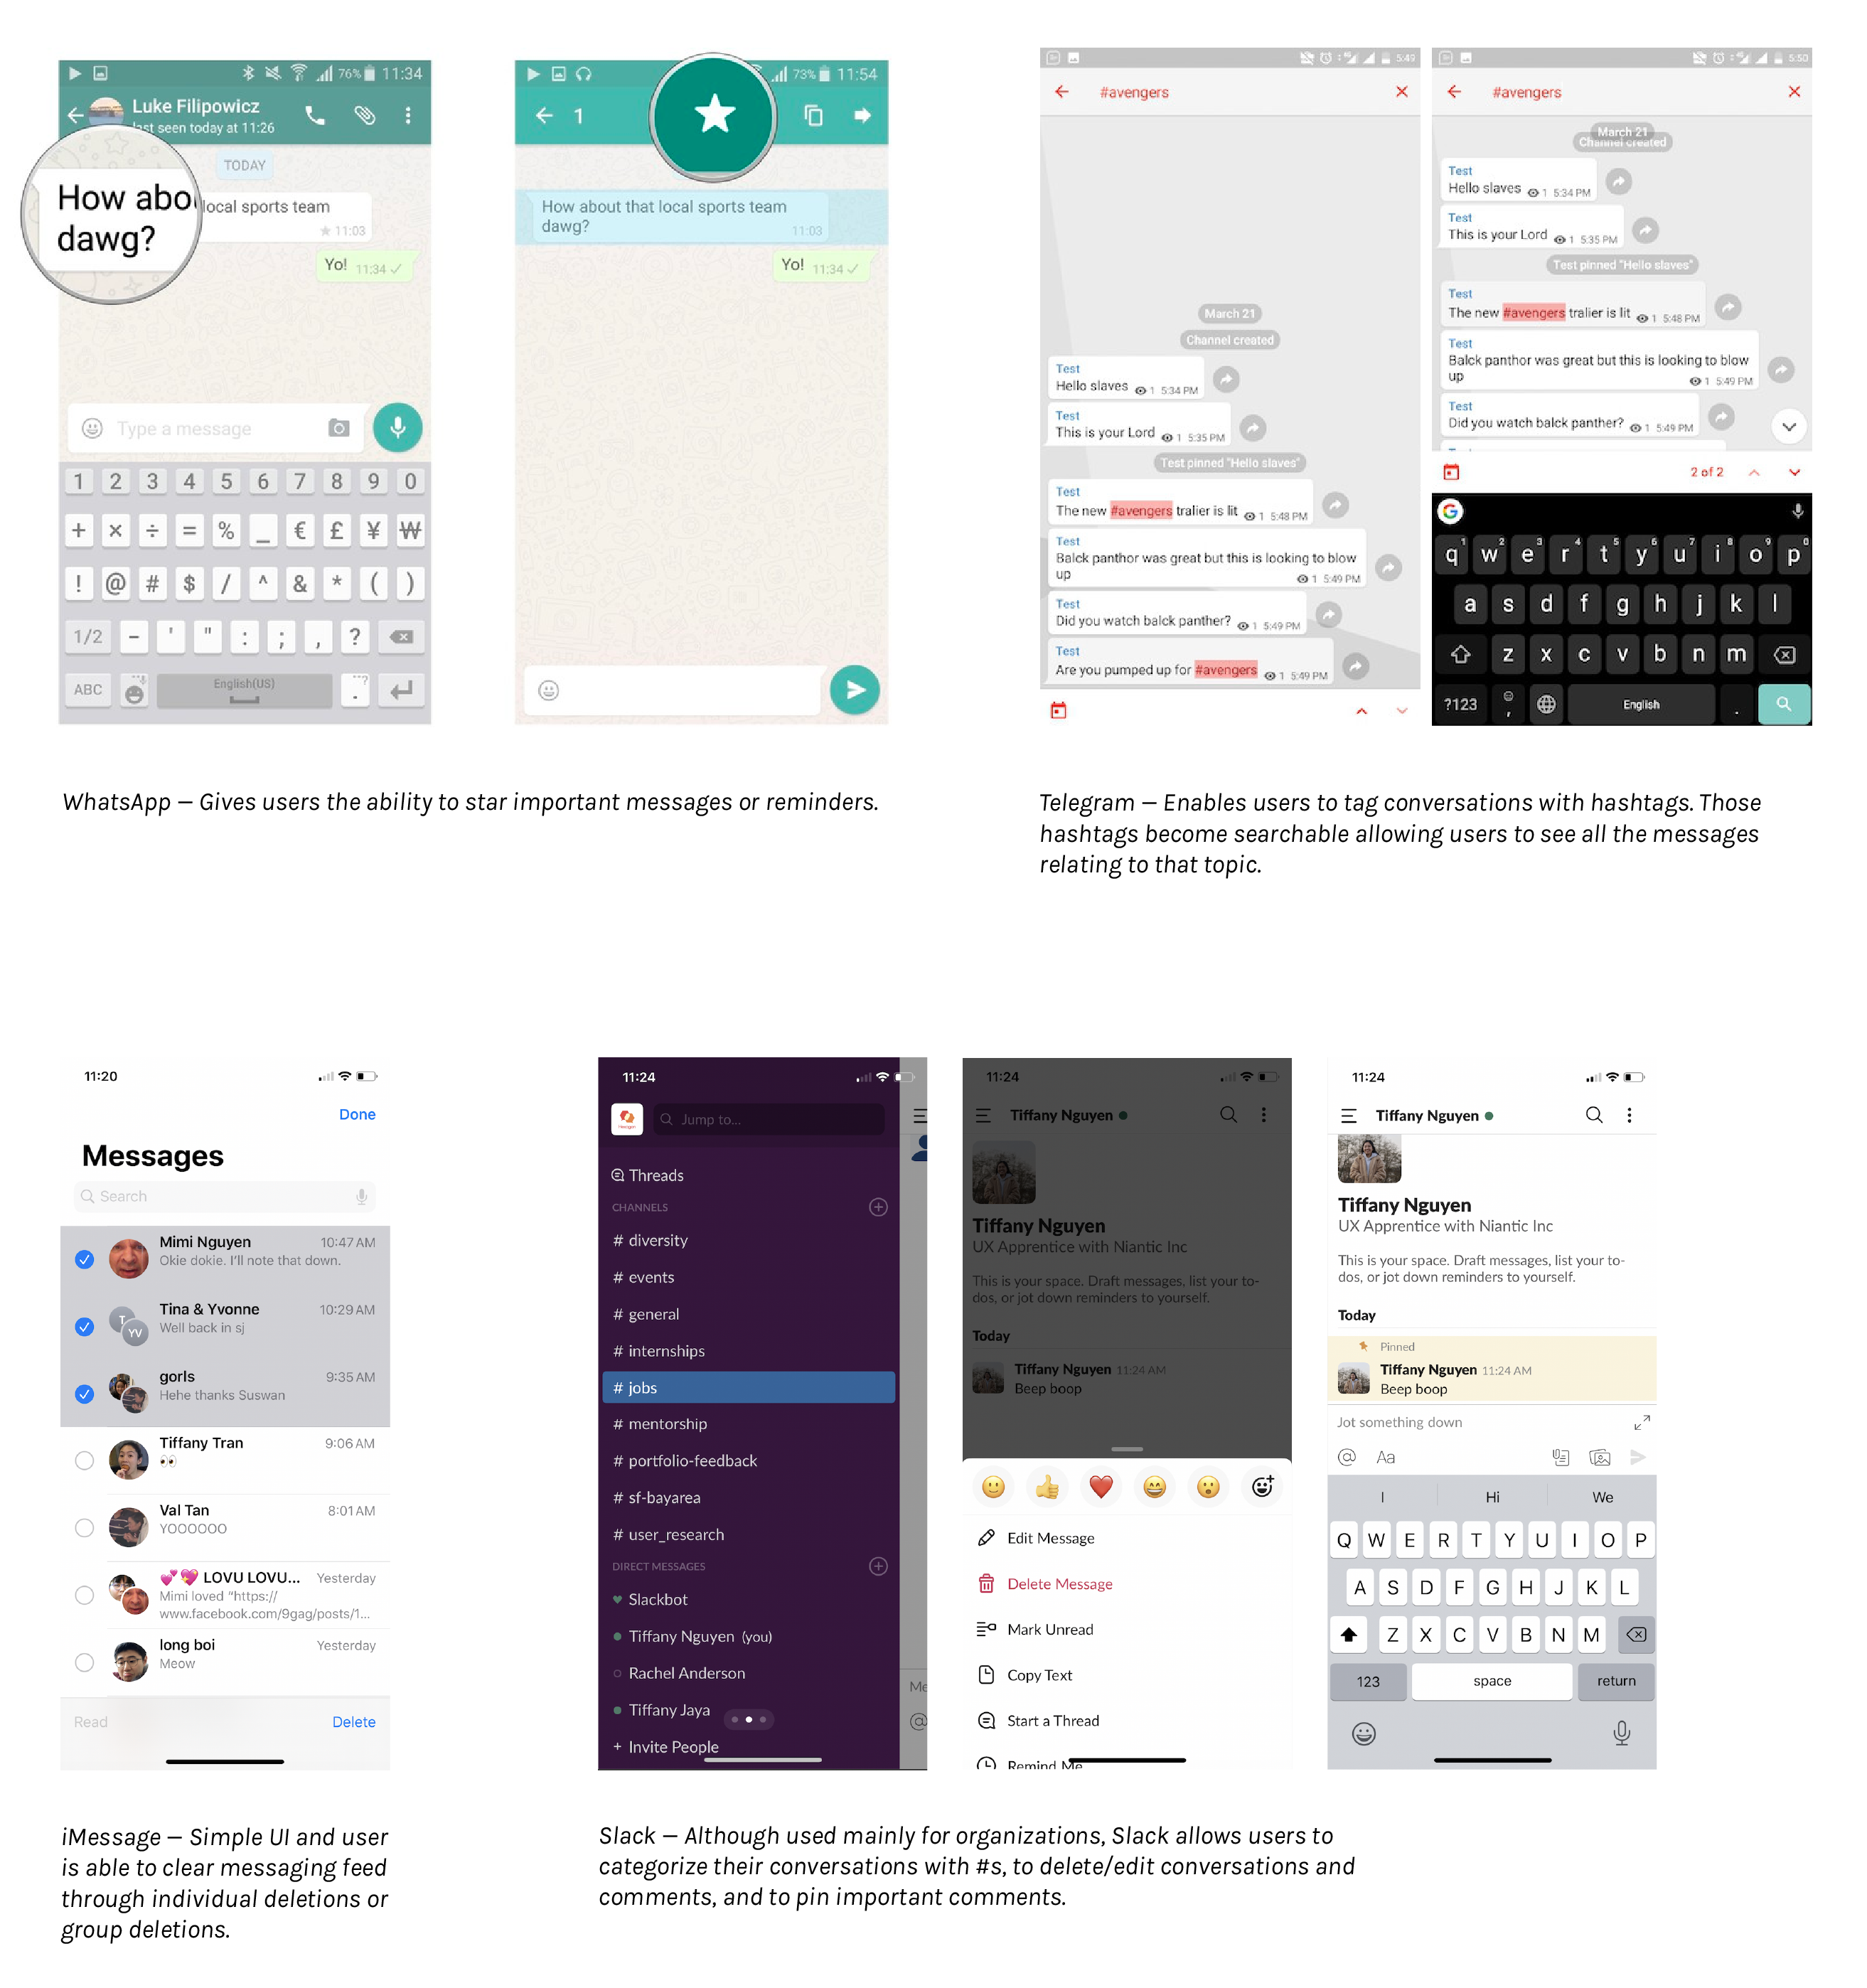 76% 11:34
Luke Filipowicz
last seen today at 11:26
TODAY
How abo local sports team
dawg?
11:03
Yo! 11:34
Type a message
1 2 3 4 5 6 7 8 9 0
+ × ÷ = % _ € £ ¥ ₩
! @ # $ / ^ & * ( )
1/2 - ' " : ; , ?
ABC English(US) .
73% 11:54
1
How about that local sports team
dawg?
11:03
Yo! 11:34
WhatsApp — Gives users the ability to star important messages or reminders.
5:49
#avengers
March 21
Channel created
Test
Hello slaves 1 5:34 PM
Test
This is your Lord 1 5:35 PM
Test pinned "Hello slaves"
Test
The new #avengers tralier is lit 1 5:48 PM
Test
Balck panthor was great but this is looking to blow
up 1 5:49 PM
Test
Did you watch balck panther? 1 5:49 PM
Test
Are you pumped up for #avengers 1 5:49 PM
5:50
#avengers
March 21
Channel created
Test
Hello slaves 1 5:34 PM
Test
This is your Lord 1 5:35 PM
Test pinned "Hello slaves"
Test
The new #avengers tralier is lit 1 5:48 PM
Test
Balck panthor was great but this is looking to blow
up 1 5:49 PM
Test
Did you watch balck panther? 1 5:49 PM
2 of 2
q1 w2 e3 r4 t5 y6 u7 i8 o9 p0
a s d f g h j k l
z x c v b n m
?123 , English .
Telegram — Enables users to tag conversations with hashtags. Those
hashtags become searchable allowing users to see all the messages
relating to that topic.
11:20
Done
Messages
Search
Mimi Nguyen 10:47 AM
Okie dokie. I'll note that down.
T YV
Tina & Yvonne 10:29 AM
Well back in sj
gorls 9:35 AM
Hehe thanks Suswan
Tiffany Tran 9:06 AM
👀
Val Tan 8:01 AM
YOOOOOO
💕💖 LOVU LOVU... Yesterday
Mimi loved "https://
www.facebook.com/9gag/posts/1...
long boi Yesterday
Meow
Read Delete
iMessage — Simple UI and user
is able to clear messaging feed
through individual deletions or
group deletions.
11:24
Jump to...
Threads
CHANNELS
# diversity
# events
# general
# internships
# jobs
# mentorship
# portfolio-feedback
# sf-bayarea
# user_research
DIRECT MESSAGES
Slackbot
Tiffany Nguyen (you)
Rachel Anderson
Tiffany Jaya
+ Invite People
Me
@
11:24
Tiffany Nguyen
Tiffany Nguyen
UX Apprentice with Niantic Inc
This is your space. Draft messages, list your to-
dos, or jot down reminders to yourself.
Today
Tiffany Nguyen 11:24 AM
Beep boop
Edit Message
Delete Message
Mark Unread
Copy Text
Start a Thread
Remind Me
11:24
Tiffany Nguyen
Tiffany Nguyen
UX Apprentice with Niantic Inc
This is your space. Draft messages, list your to-
dos, or jot down reminders to yourself.
Today
Pinned
Tiffany Nguyen 11:24 AM
Beep boop
Jot something down
@ Aa
I Hi We
Q W E R T Y U I O P
A S D F G H J K L
Z X C V B N M
123 space return
Slack — Although used mainly for organizations, Slack allows users to
categorize their conversations with #s, to delete/edit conversations and
comments, and to pin important comments.